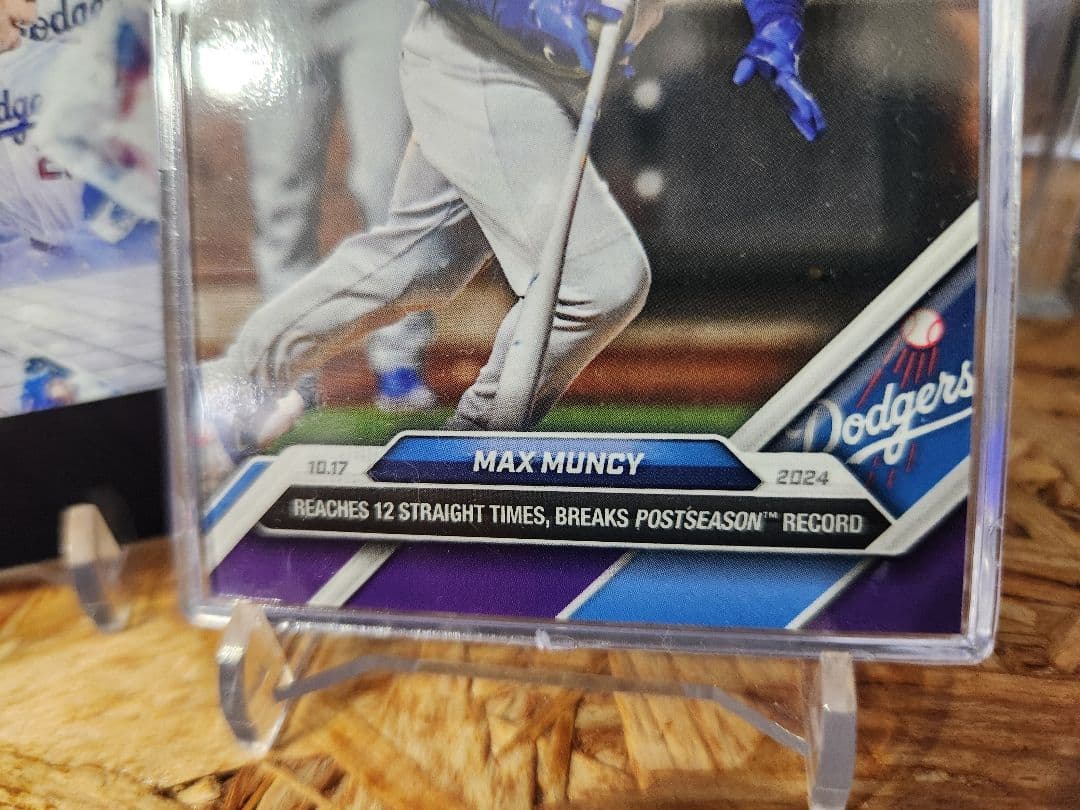 MAX MUNCY
10.17
2024
REACHES 12 STRAIGHT TIMES, BREAKS POSTSEASON™ RECORD
Dodgers